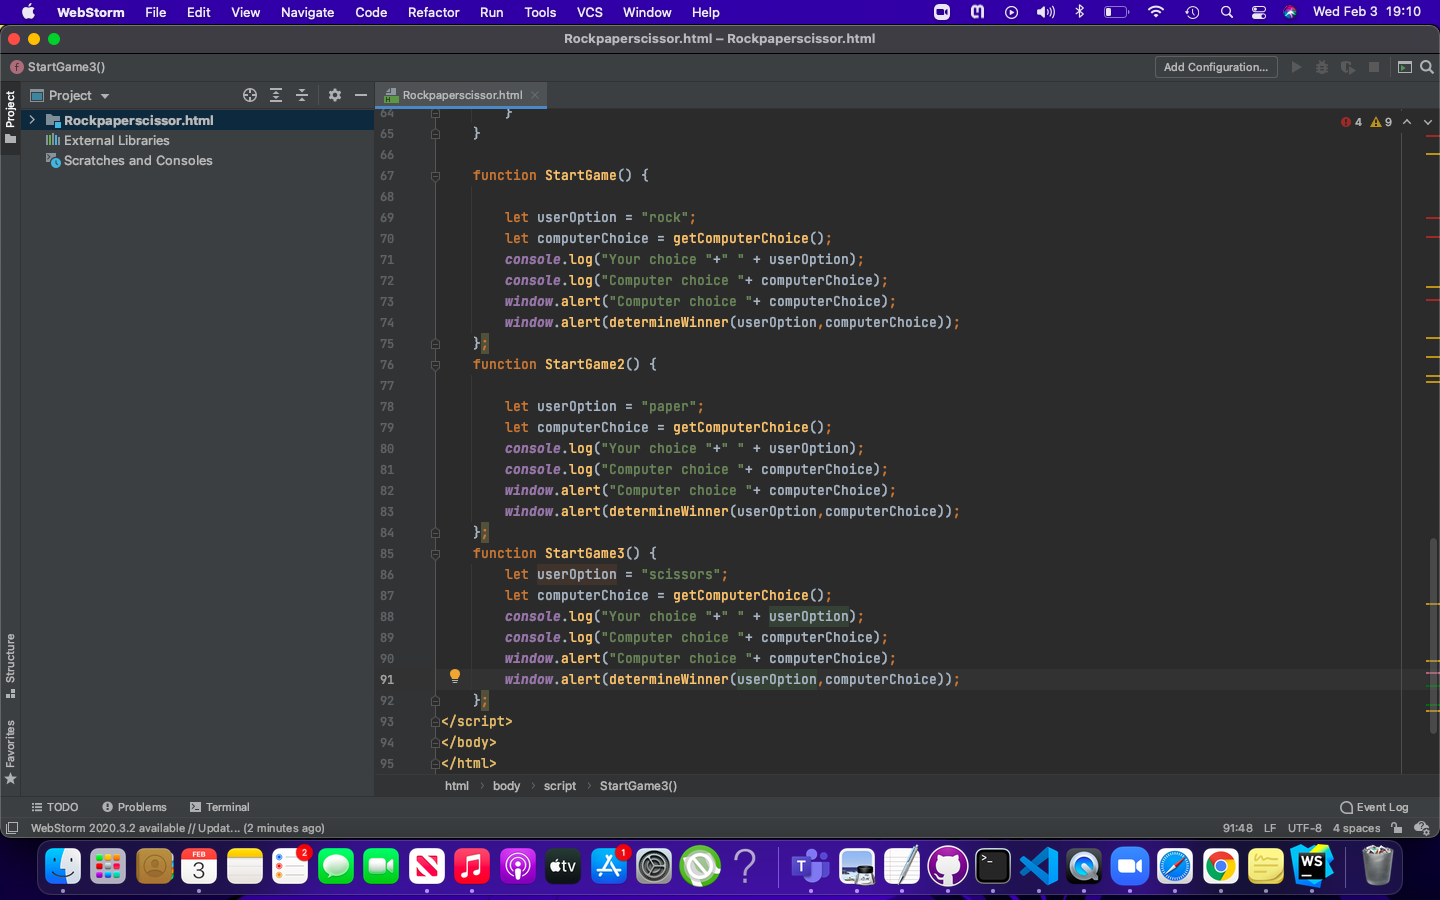 WebStorm File Edit View Navigate Code Refactor Run Tools VCS Window Help Wed Feb 3 19:10
Rockpaperscissor.html – Rockpaperscissor.html
f StartGame3() Add Configuration...
Project Project Rockpaperscissor.html
Rockpaperscissor.html
External Libraries
Scratches and Consoles
4 9
64 }
65 }
66
67 function StartGame() {
68
69 let userOption = "rock";
70 let computerChoice = getComputerChoice();
71 console.log("Your choice "+" " + userOption);
72 console.log("Computer choice "+ computerChoice);
73 window.alert("Computer choice "+ computerChoice);
74 window.alert(determineWinner(userOption,computerChoice));
75 };
76 function StartGame2() {
77
78 let userOption = "paper";
79 let computerChoice = getComputerChoice();
80 console.log("Your choice "+" " + userOption);
81 console.log("Computer choice "+ computerChoice);
82 window.alert("Computer choice "+ computerChoice);
83 window.alert(determineWinner(userOption,computerChoice));
84 };
85 function StartGame3() {
86 let userOption = "scissors";
87 let computerChoice = getComputerChoice();
88 console.log("Your choice "+" " + userOption);
89 console.log("Computer choice "+ computerChoice);
90 window.alert("Computer choice "+ computerChoice);
91 window.alert(determineWinner(userOption,computerChoice));
92 };
93 </script>
94 </body>
95 </html>
Structure
Favorites
html body script StartGame3()
TODO Problems Terminal Event Log
WebStorm 2020.3.2 available // Updat... (2 minutes ago) 91:48 LF UTF-8 4 spaces
FEB
3
2
tv
1
T
WS